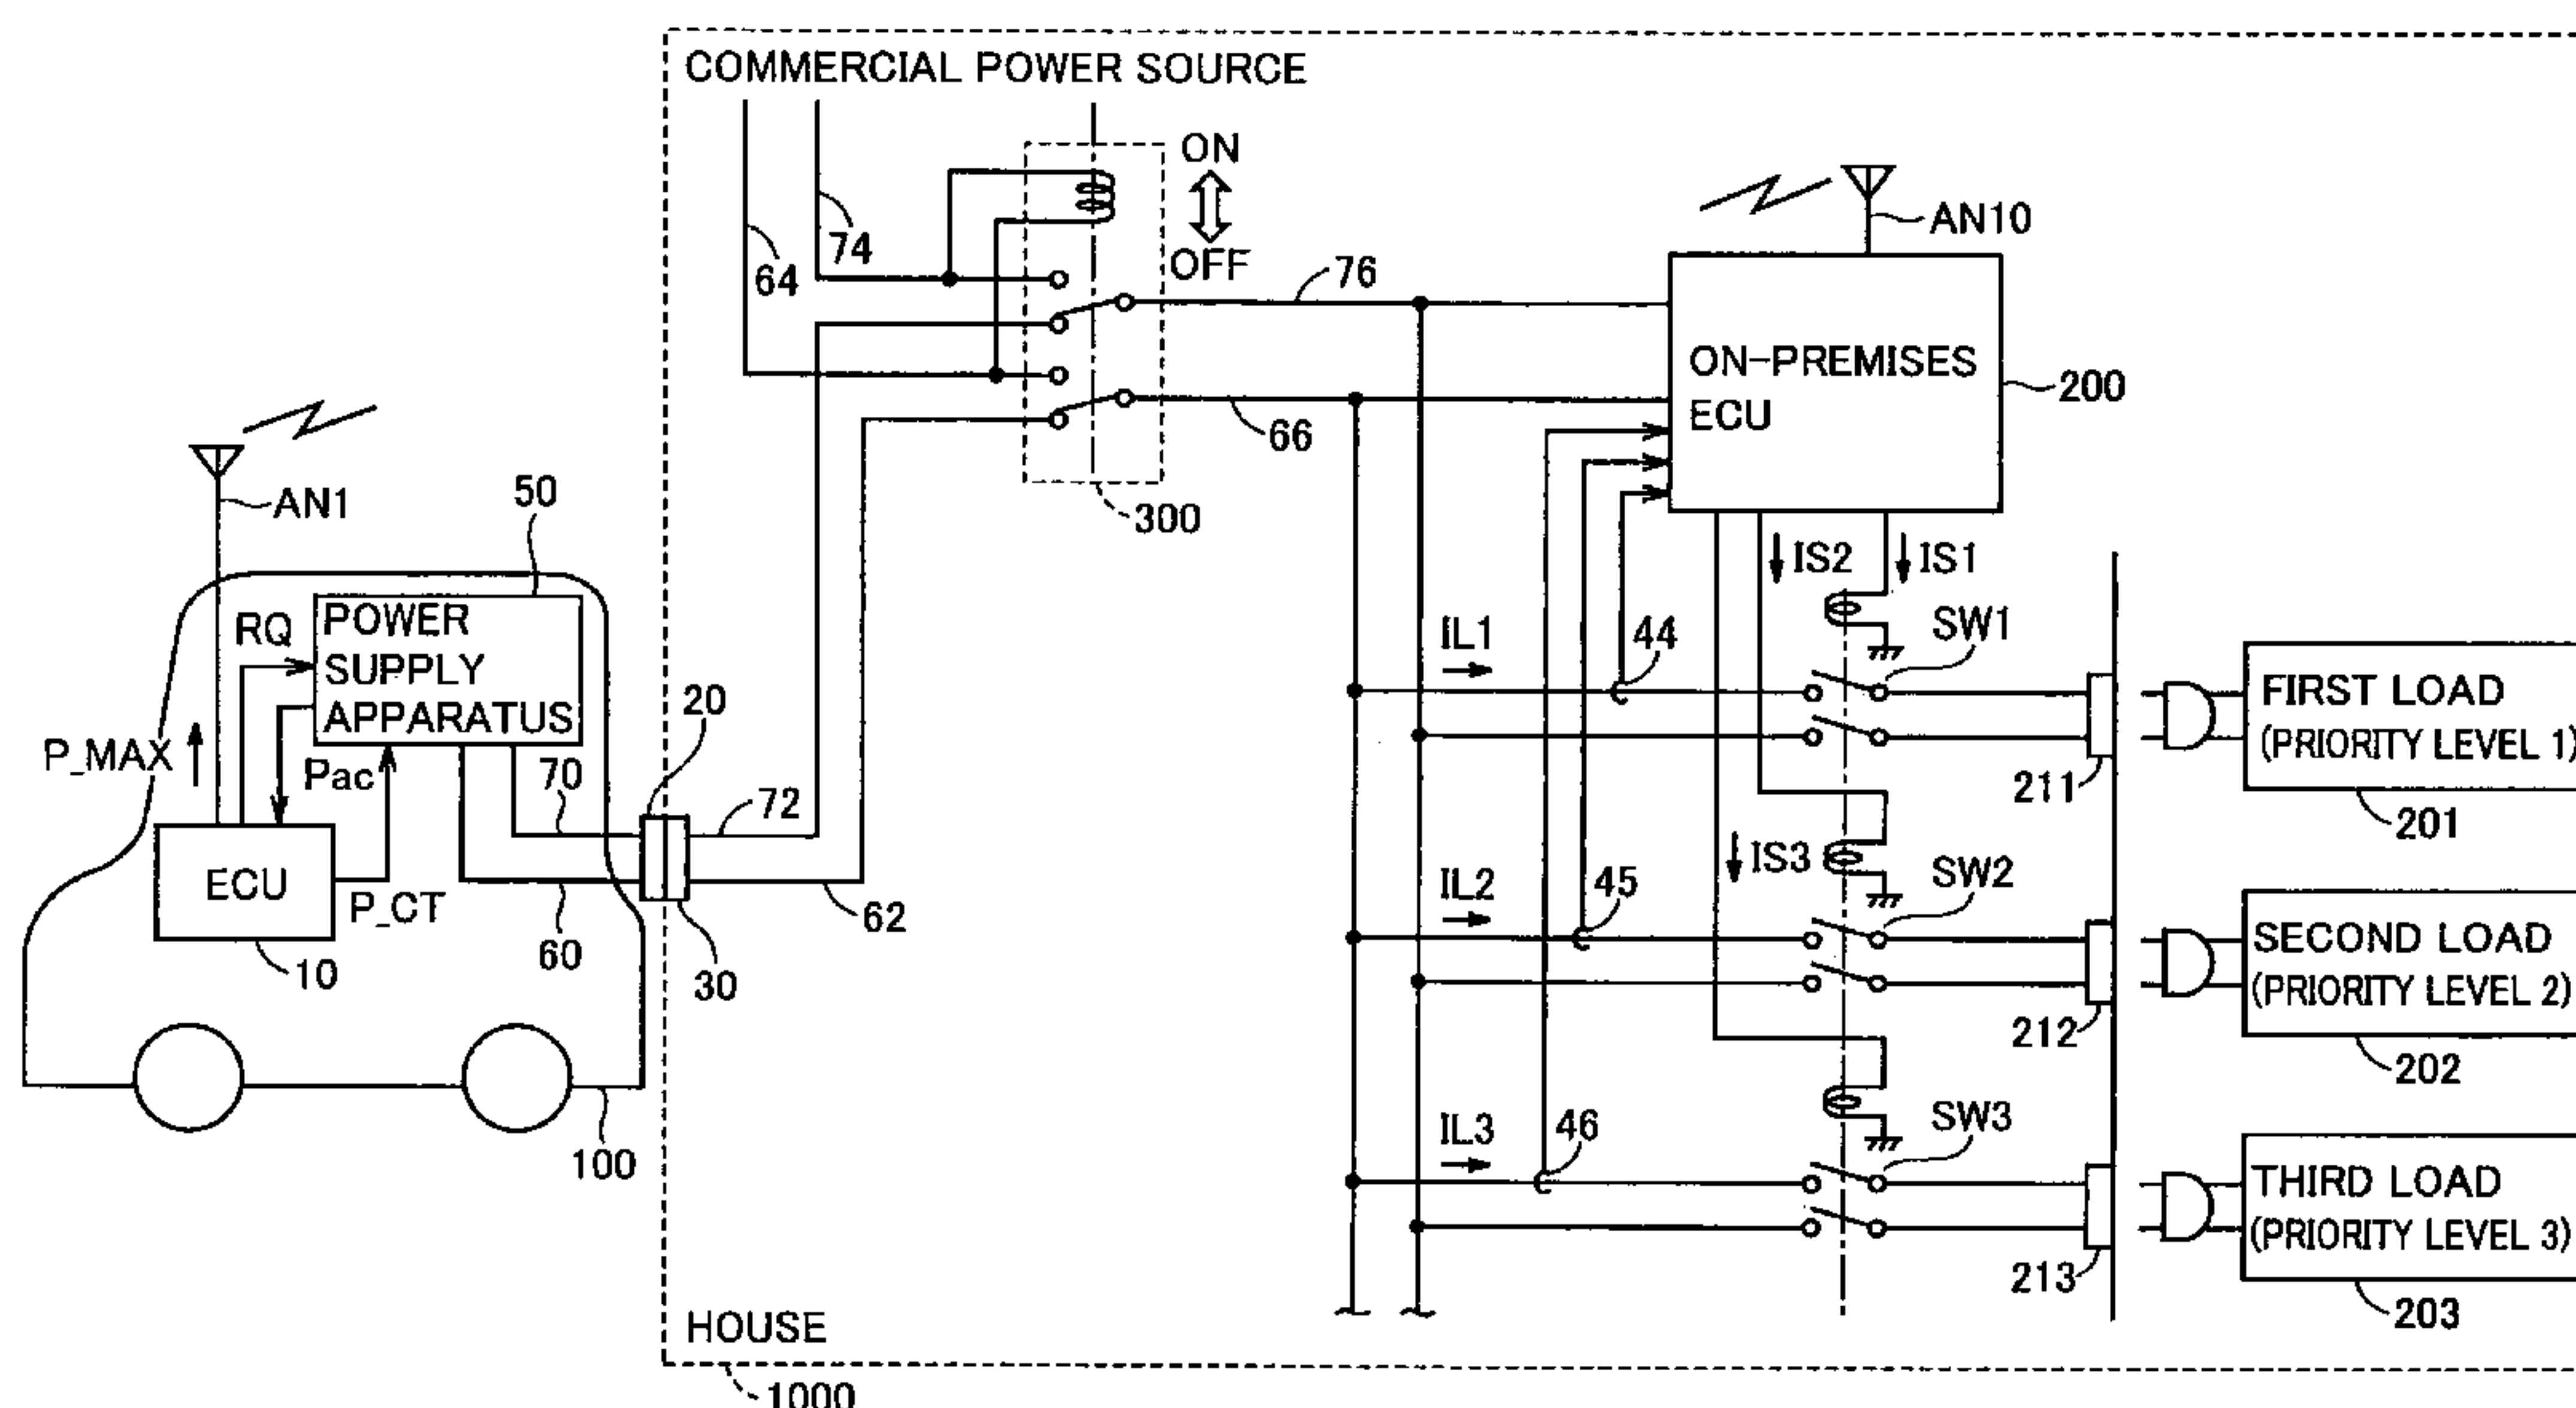 COMMERCIAL POWER SOURCE
ON
OFF
74
64
76
66
300
AN10
ON-PREMISES
ECU
200
AN1
50
RQ
POWER
SUPPLY
APPARATUS
P_MAX
Pac
70
60
ECU
P_CT
10
100
20
30
72
62
IS2
IS1
IS3
IL1
44
SW1
211
FIRST LOAD
(PRIORITY LEVEL 1)
201
IL2
45
SW2
212
SECOND LOAD
(PRIORITY LEVEL 2)
202
IL3
46
SW3
213
THIRD LOAD
(PRIORITY LEVEL 3)
203
HOUSE
1000